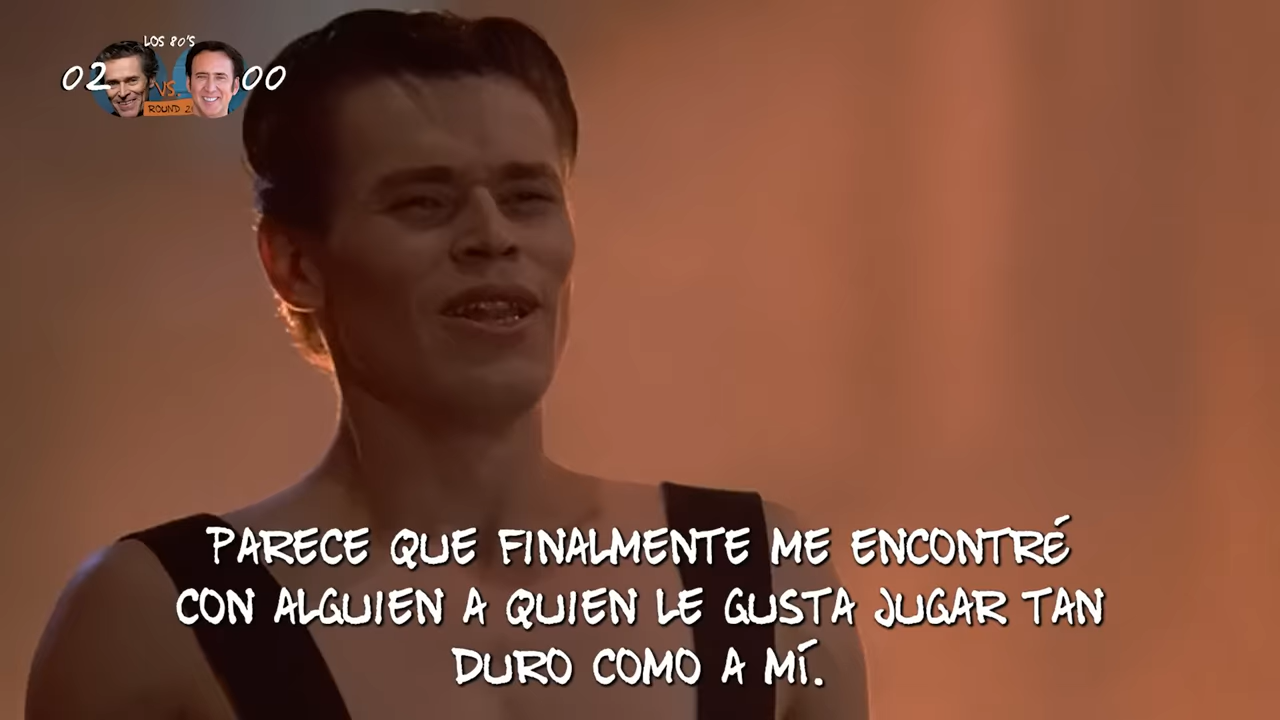 LOS 80'S
02 VS. 00
ROUND 2
PARECE QUE FINALMENTE ME ENCONTRÉ
CON ALGUIEN A QUIEN LE GUSTA JUGAR TAN
DURO COMO A MÍ.